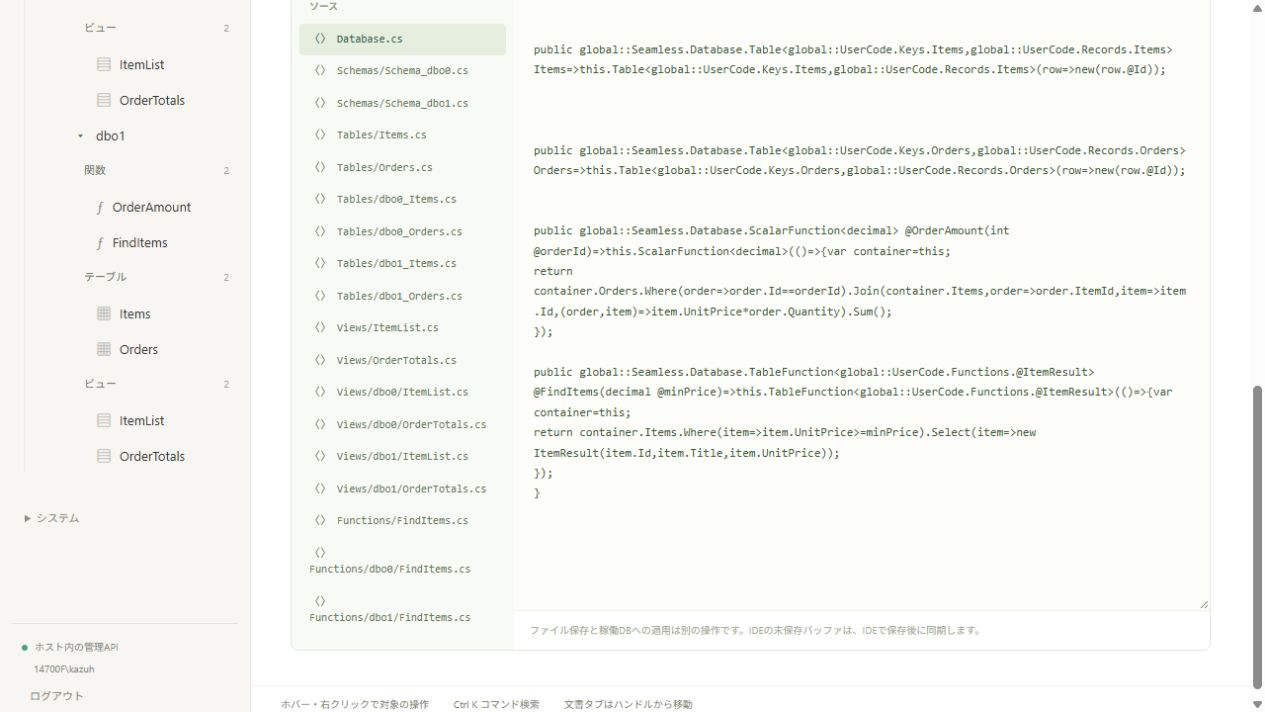 ビュー 2
ItemList
OrderTotals
dbo1
関数 2
ƒ OrderAmount
ƒ FindItems
テーブル 2
Items
Orders
ビュー 2
ItemList
OrderTotals
システム
ホスト内の管理API
14700F\kazuh
ログアウト
ソース
Database.cs
Schemas/Schema_dbo0.cs
Schemas/Schema_dbo1.cs
Tables/Items.cs
Tables/Orders.cs
Tables/dbo0_Items.cs
Tables/dbo0_Orders.cs
Tables/dbo1_Items.cs
Tables/dbo1_Orders.cs
Views/ItemList.cs
Views/OrderTotals.cs
Views/dbo0/ItemList.cs
Views/dbo0/OrderTotals.cs
Views/dbo1/ItemList.cs
Views/dbo1/OrderTotals.cs
Functions/FindItems.cs
Functions/dbo0/FindItems.cs
Functions/dbo1/FindItems.cs
public global::Seamless.Database.Table<global::UserCode.Keys.Items,global::UserCode.Records.Items>
Items=>this.Table<global::UserCode.Keys.Items,global::UserCode.Records.Items>(row=>new(row.@Id));
public global::Seamless.Database.Table<global::UserCode.Keys.Orders,global::UserCode.Records.Orders>
Orders=>this.Table<global::UserCode.Keys.Orders,global::UserCode.Records.Orders>(row=>new(row.@Id));
public global::Seamless.Database.ScalarFunction<decimal> @OrderAmount(int
@orderId)=>this.ScalarFunction<decimal>(()=>{var container=this;
return
container.Orders.Where(order=>order.Id==orderId).Join(container.Items,order=>order.ItemId,item=>item
.Id,(order,item)=>item.UnitPrice*order.Quantity).Sum();
});
public global::Seamless.Database.TableFunction<global::UserCode.Functions.@ItemResult>
@FindItems(decimal @minPrice)=>this.TableFunction<global::UserCode.Functions.@ItemResult>(()=>{var
container=this;
return container.Items.Where(item=>item.UnitPrice>=minPrice).Select(item=>new
ItemResult(item.Id,item.Title,item.UnitPrice));
});
}
ファイル保存と稼働DBへの適用は別の操作です。IDEの未保存バッファは、IDEで保存後に同期します。
ホバー・右クリックで対象の操作 Ctrl K コマンド検索 文書タブはハンドルから移動